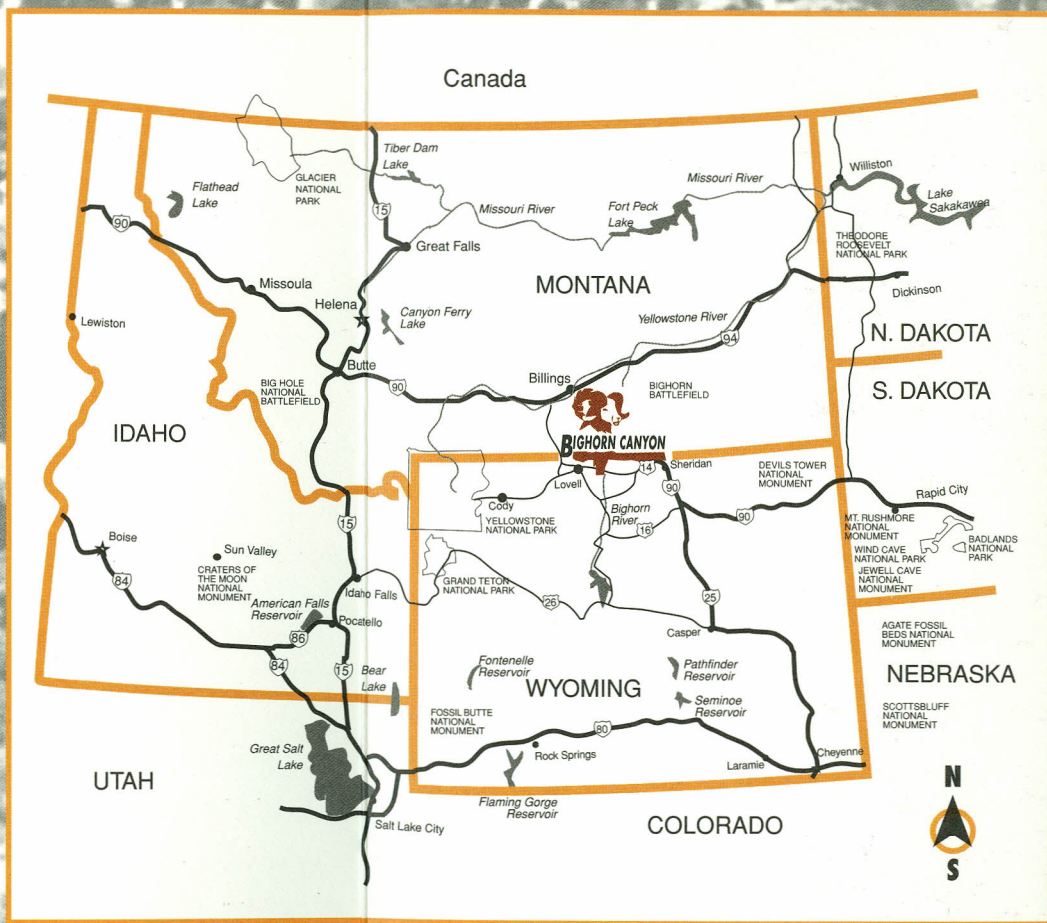 Canada
Tiber Dam
Lake
GLACIER
NATIONAL
PARK
Flathead
Lake
15
Missouri River
Fort Peck
Lake
Missouri River
Williston
Lake
Sakakawea
90
Great Falls
THEODORE
ROOSEVELT
NATIONAL PARK
Missoula
Helena
MONTANA
Dickinson
Lewiston
Canyon Ferry
Lake
Yellowstone River
94
N. DAKOTA
Butte
90
Billings
BIG HOLE
NATIONAL
BATTLEFIELD
BIGHORN
BATTLEFIELD
S. DAKOTA
IDAHO
BIGHORN CANYON
14
Sheridan
Lovell
90
DEVILS TOWER
NATIONAL
MONUMENT
Cody
Bighorn
River
16
90
Rapid City
YELLOWSTONE
NATIONAL PARK
15
MT. RUSHMORE
NATIONAL
MONUMENT
WIND CAVE
NATIONAL PARK
JEWELL CAVE
NATIONAL
MONUMENT
BADLANDS
NATIONAL
PARK
Boise
Sun Valley
84
CRATERS OF
THE MOON
NATIONAL
MONUMENT
Idaho Falls
GRAND TETON
NATIONAL PARK
26
25
American Falls
Reservoir
86
Pocatello
Casper
AGATE FOSSIL
BEDS NATIONAL
MONUMENT
84
15
Bear
Lake
Fontenelle
Reservoir
WYOMING
Pathfinder
Reservoir
Seminoe
Reservoir
NEBRASKA
FOSSIL BUTTE
NATIONAL
MONUMENT
80
SCOTTSBLUFF
NATIONAL
MONUMENT
Great Salt
Lake
Rock Springs
Laramie
Cheyenne
UTAH
Flaming Gorge
Reservoir
N
Salt Lake City
COLORADO
S